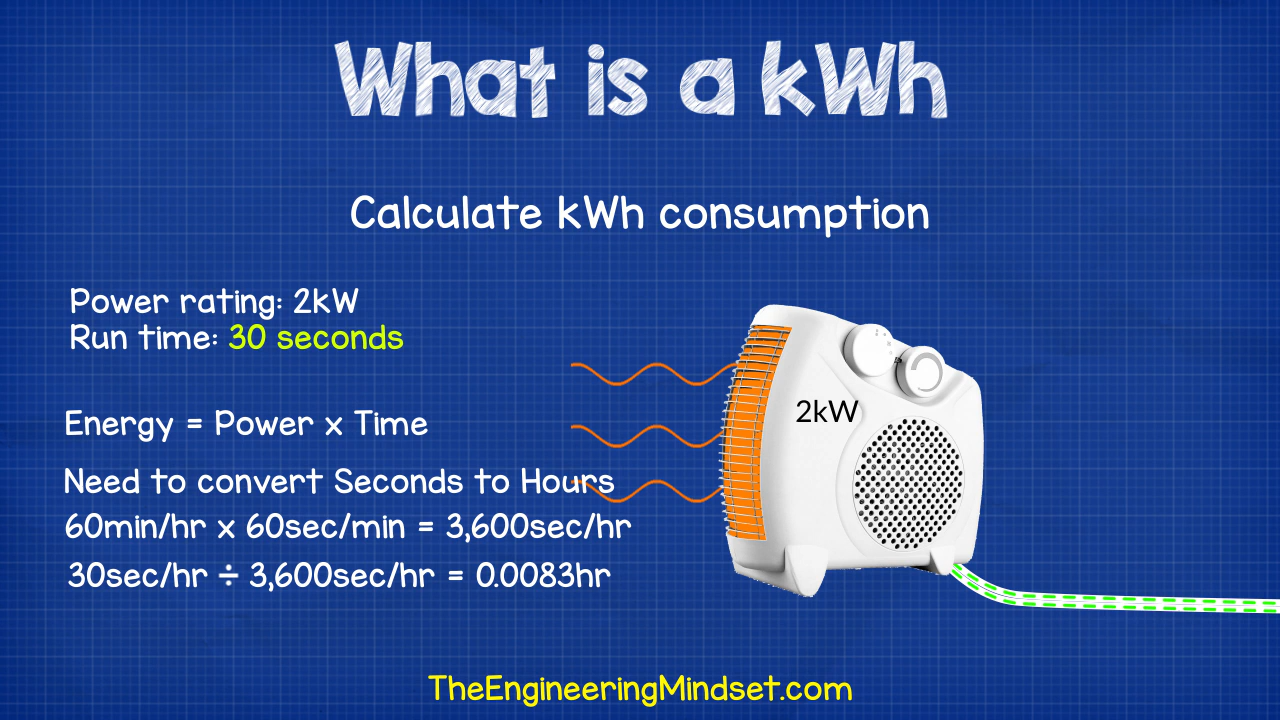 What is a kWh
Calculate kWh consumption
Power rating: 2kW
Run time: 30 seconds
Energy = Power x Time
Need to convert Seconds to Hours
60min/hr x 60sec/min = 3,600sec/hr
30sec/hr ÷ 3,600sec/hr = 0.0083hr
2kW
TheEngineeringMindset.com